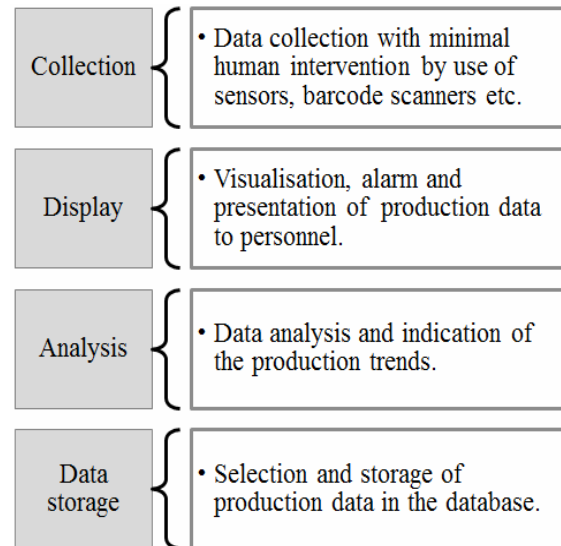 Collection
• Data collection with minimal
human intervention by use of
sensors, barcode scanners etc.
Display
• Visualisation, alarm and
presentation of production data
to personnel.
Analysis
• Data analysis and indication of
the production trends.
Data
storage
• Selection and storage of
production data in the database.